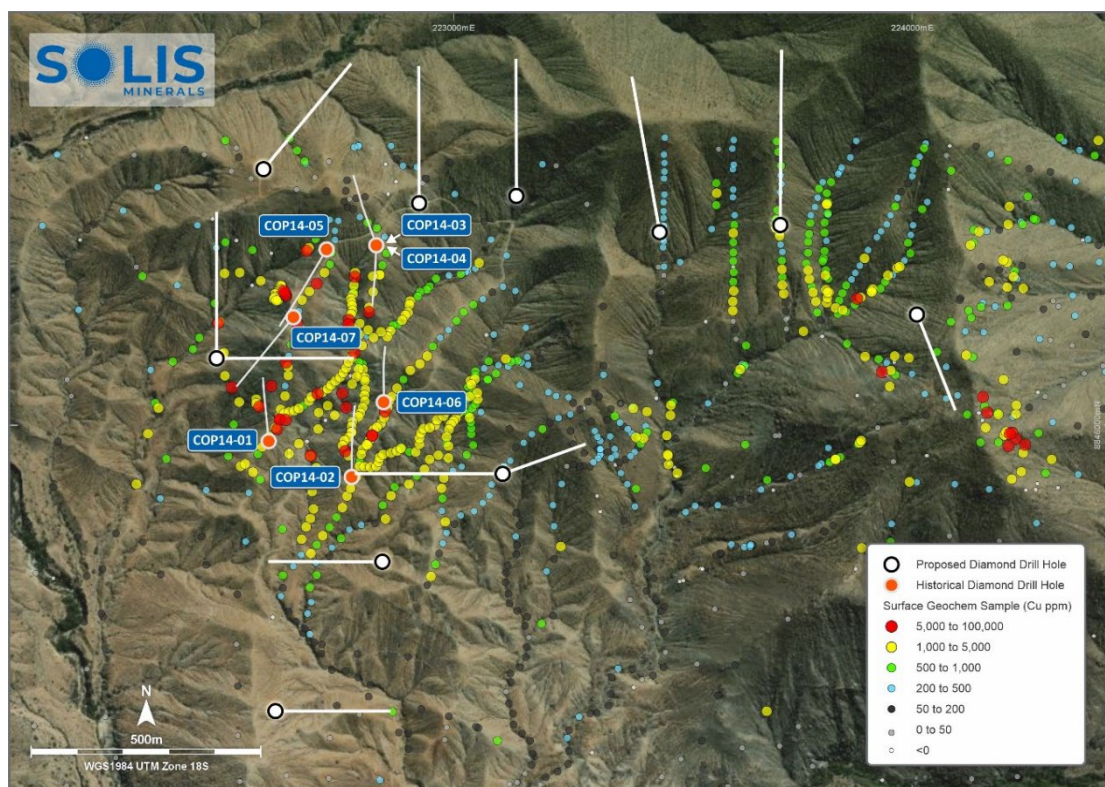 223000mE
224000mE
SOLIS
MINERALS
COP14-05
COP14-03
COP14-04
COP14-07
COP14-06
COP14-01
COP14-02
Proposed Diamond Drill Hole
Historical Diamond Drill Hole
Surface Geochem Sample (Cu ppm)
5,000 to 100,000
1,000 to 5,000
500 to 1,000
200 to 500
50 to 200
0 to 50
<0
N
500m
WGS1984 UTM Zone 18S